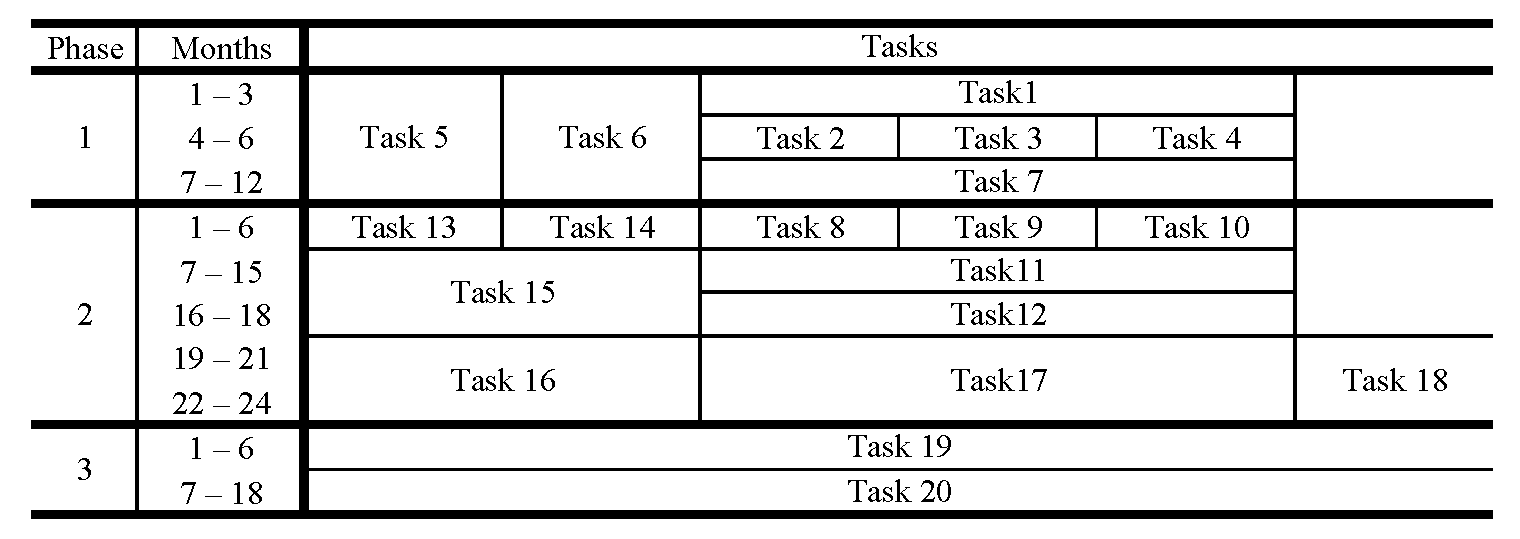 Phase Months Tasks
1 – 3 Task1
1 4 – 6 Task 5 Task 6 Task 2 Task 3 Task 4
7 – 12 Task 7
1 – 6 Task 13 Task 14 Task 8 Task 9 Task 10
7 – 15 Task11
2 16 – 18 Task 15 Task12
19 – 21
22 – 24 Task 16 Task17 Task 18
1 – 6 Task 19
3
7 – 18 Task 20